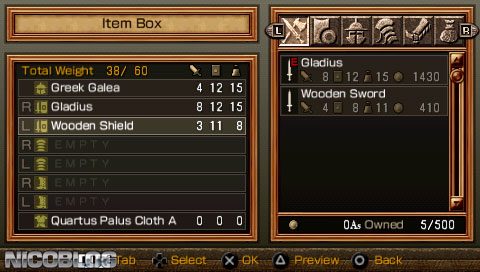 Item Box
L
R
Total Weight 38/ 60
Greek Galea 4 12 15
R Gladius 8 12 15
L Wooden Shield 3 11 8
R EMPTY
L EMPTY
R EMPTY
L EMPTY
Quartus Palus Cloth A 0 0 0
E
Gladius
8 12 15 1430
Wooden Sword
4 8 12 410
0As Owned 5/500
NICOBLOG
Tab Select OK Preview Back